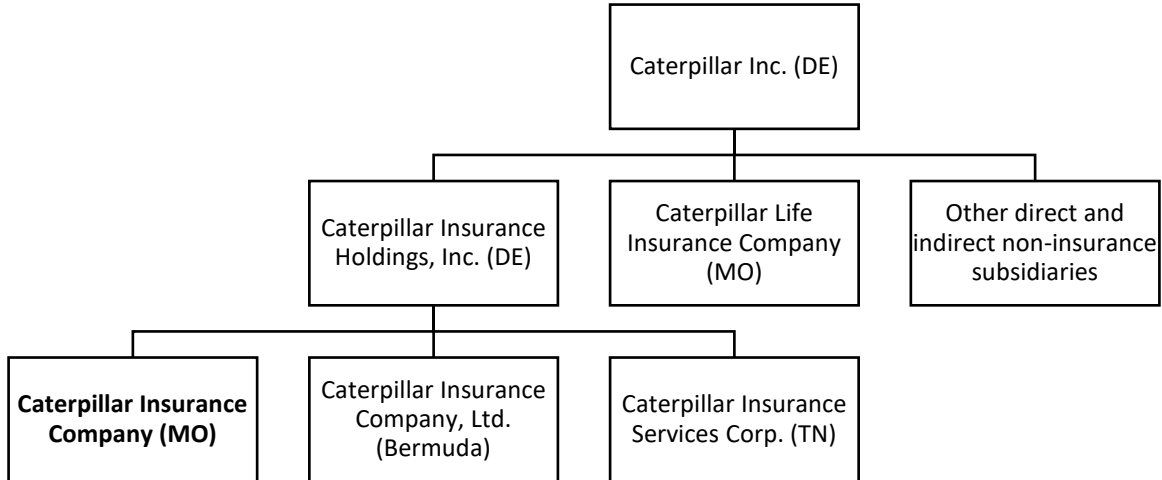 Caterpillar Inc. (DE)
Caterpillar Insurance
Holdings, Inc. (DE)
Caterpillar Life
Insurance Company
(MO)
Other direct and
indirect non-insurance
subsidiaries
Caterpillar Insurance
Company (MO)
Caterpillar Insurance
Company, Ltd.
(Bermuda)
Caterpillar Insurance
Services Corp. (TN)